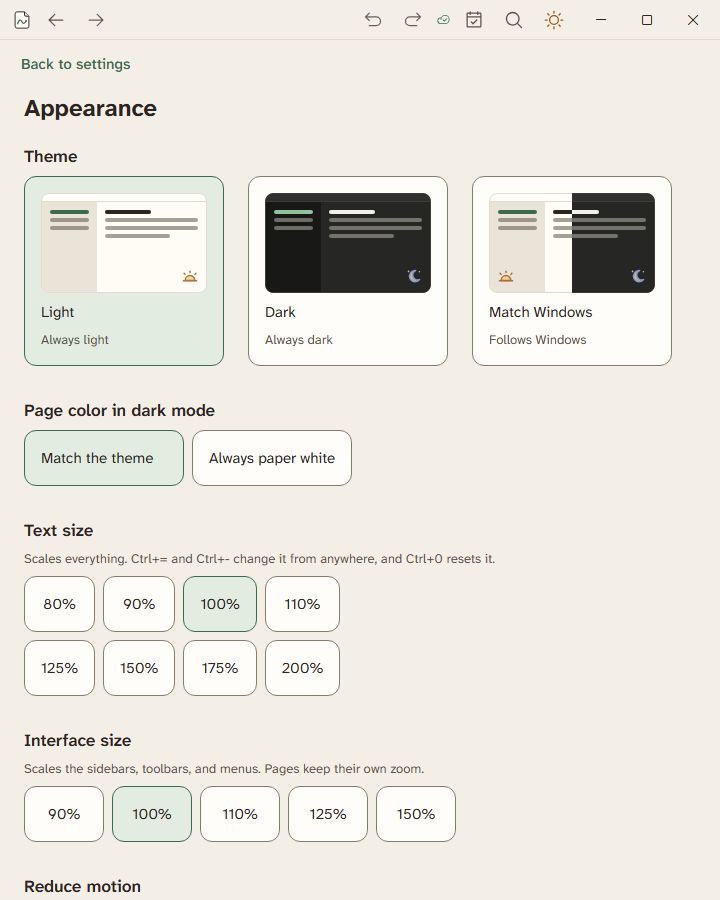 Back to settings
Appearance
Theme
Light
Always light
Dark
Always dark
Match Windows
Follows Windows
Page color in dark mode
Match the theme
Always paper white
Text size
Scales everything. Ctrl+= and Ctrl+- change it from anywhere, and Ctrl+0 resets it.
80% 90% 100% 110%
125% 150% 175% 200%
Interface size
Scales the sidebars, toolbars, and menus. Pages keep their own zoom.
90% 100% 110% 125% 150%
Reduce motion